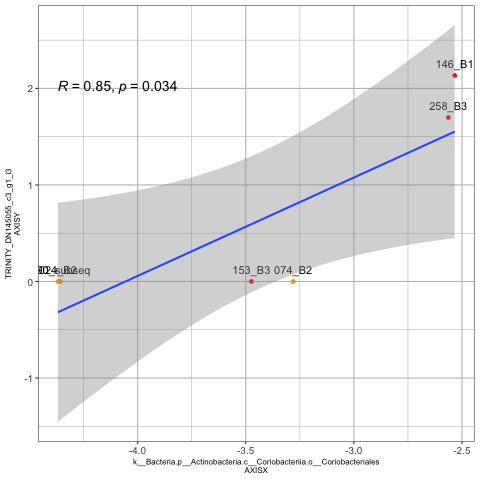 146_B1
R = 0.85, p = 0.034
258_B3
153_B3 074_B2
2
1
0
-1
-4.0 -3.5 -3.0 -2.5
TRINITY_DN145055_c3_g1_i3
AXISY
k__Bacteria.p__Actinobacteria.c__Coriobacteriia.o__Coriobacteriales
AXISX